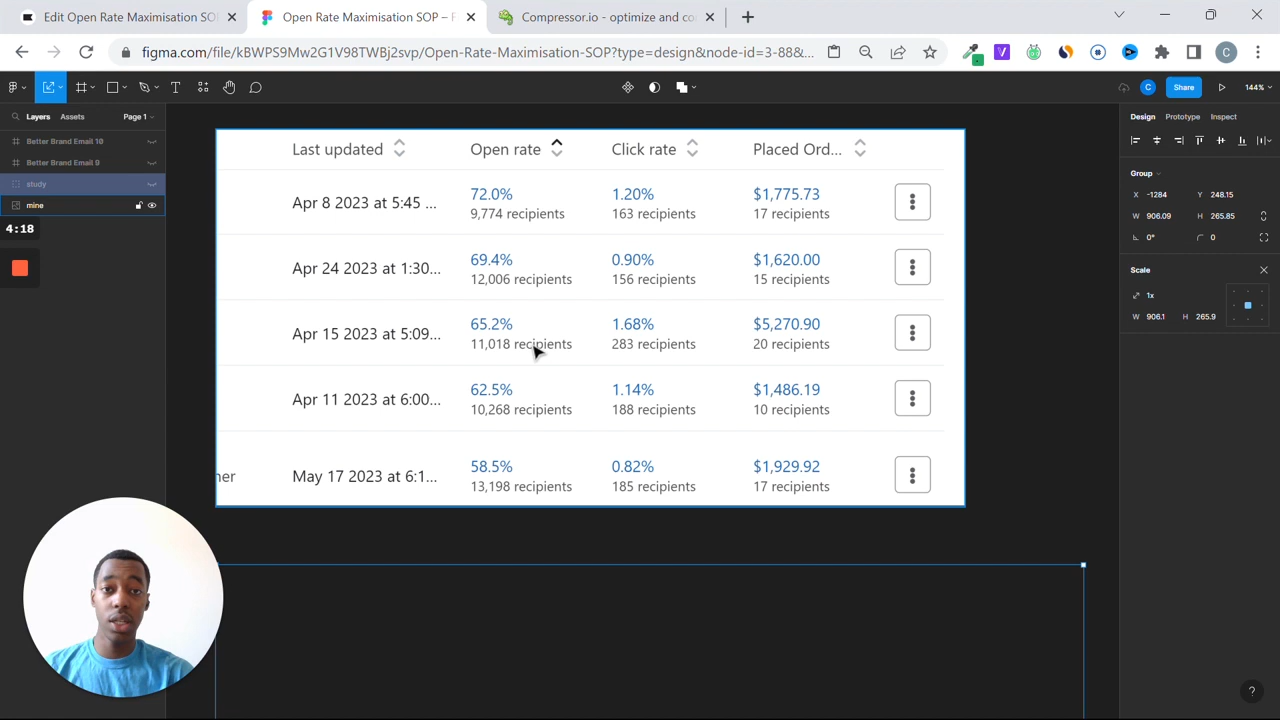 Edit Open Rate Maximisation SO
Open Rate Maximisation SOP – F
Compressor.io - optimize and co
figma.com/file/kBWPS9Mw2G1V98TWBj2svp/Open-Rate-Maximisation-SOP?type=design&node-id=3-88&...
C
C
Share
144%
Layers
Assets
Page 1
Better Brand Email 10
Better Brand Email 9
study
mine
4:18
Last updated
Open rate
Click rate
Placed Ord...
Apr 8 2023 at 5:45 ...
72.0%
9,774 recipients
1.20%
163 recipients
$1,775.73
17 recipients
Apr 24 2023 at 1:30...
69.4%
12,006 recipients
0.90%
156 recipients
$1,620.00
15 recipients
Apr 15 2023 at 5:09...
65.2%
11,018 recipients
1.68%
283 recipients
$5,270.90
20 recipients
Apr 11 2023 at 6:00...
62.5%
10,268 recipients
1.14%
188 recipients
$1,486.19
10 recipients
ner
May 17 2023 at 6:1...
58.5%
13,198 recipients
0.82%
185 recipients
$1,929.92
17 recipients
Design
Prototype
Inspect
Group
X -1284
Y 248.15
W 906.09
H 265.85
0°
0
Scale
1x
W 906.1
H 265.9
?